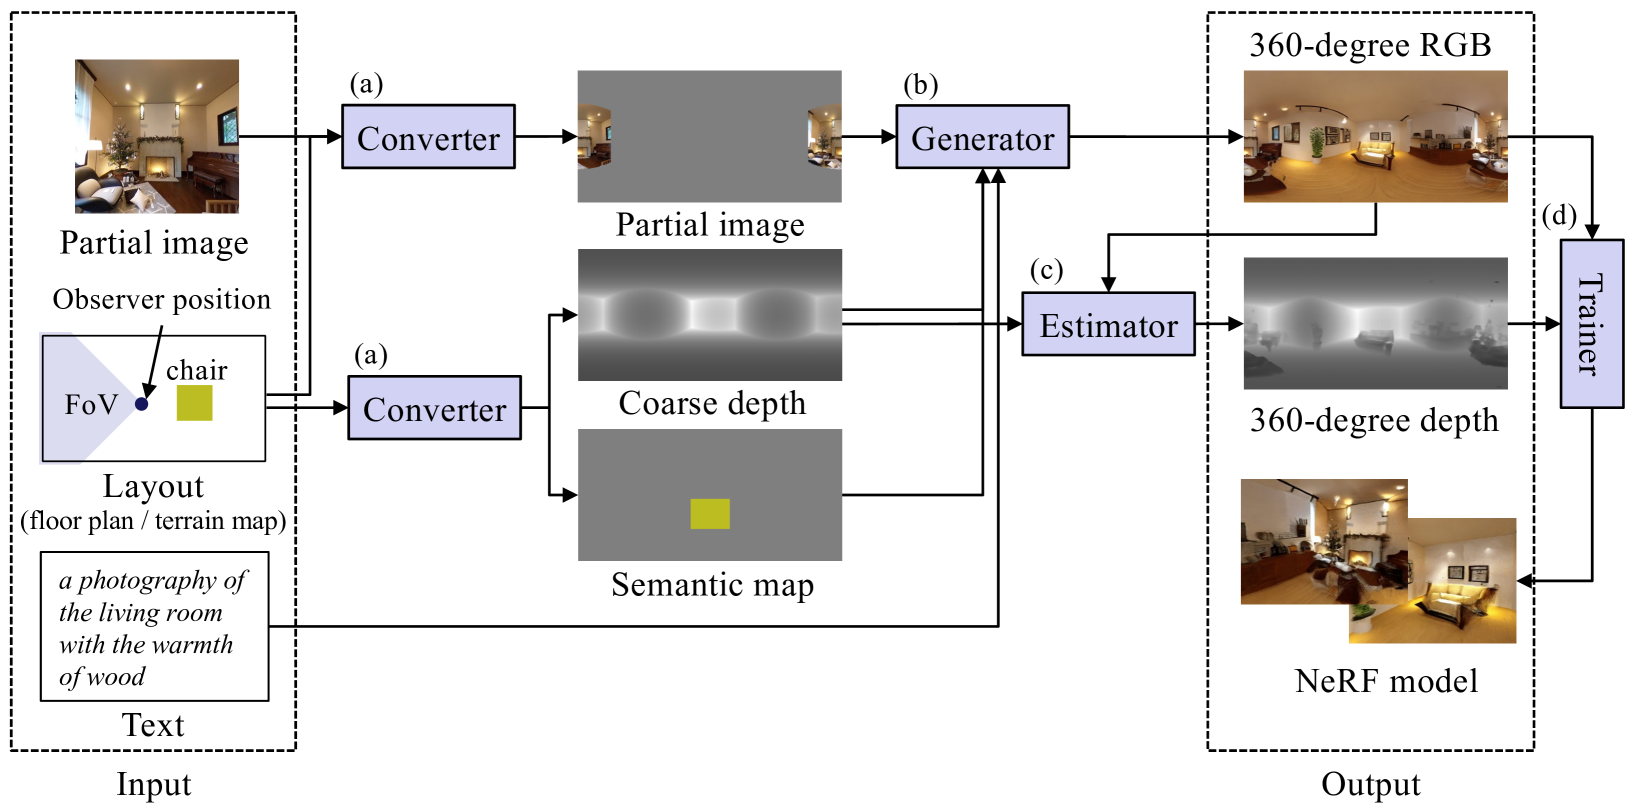 Partial image
Observer position
chair
FoV
Layout
(floor plan / terrain map)
a photography of
the living room
with the warmth
of wood
Text
Input
(a)
Converter
(a)
Converter
Partial image
Coarse depth
Semantic map
(b)
Generator
(c)
Estimator
360-degree RGB
360-degree depth
NeRF model
Output
(d)
Trainer